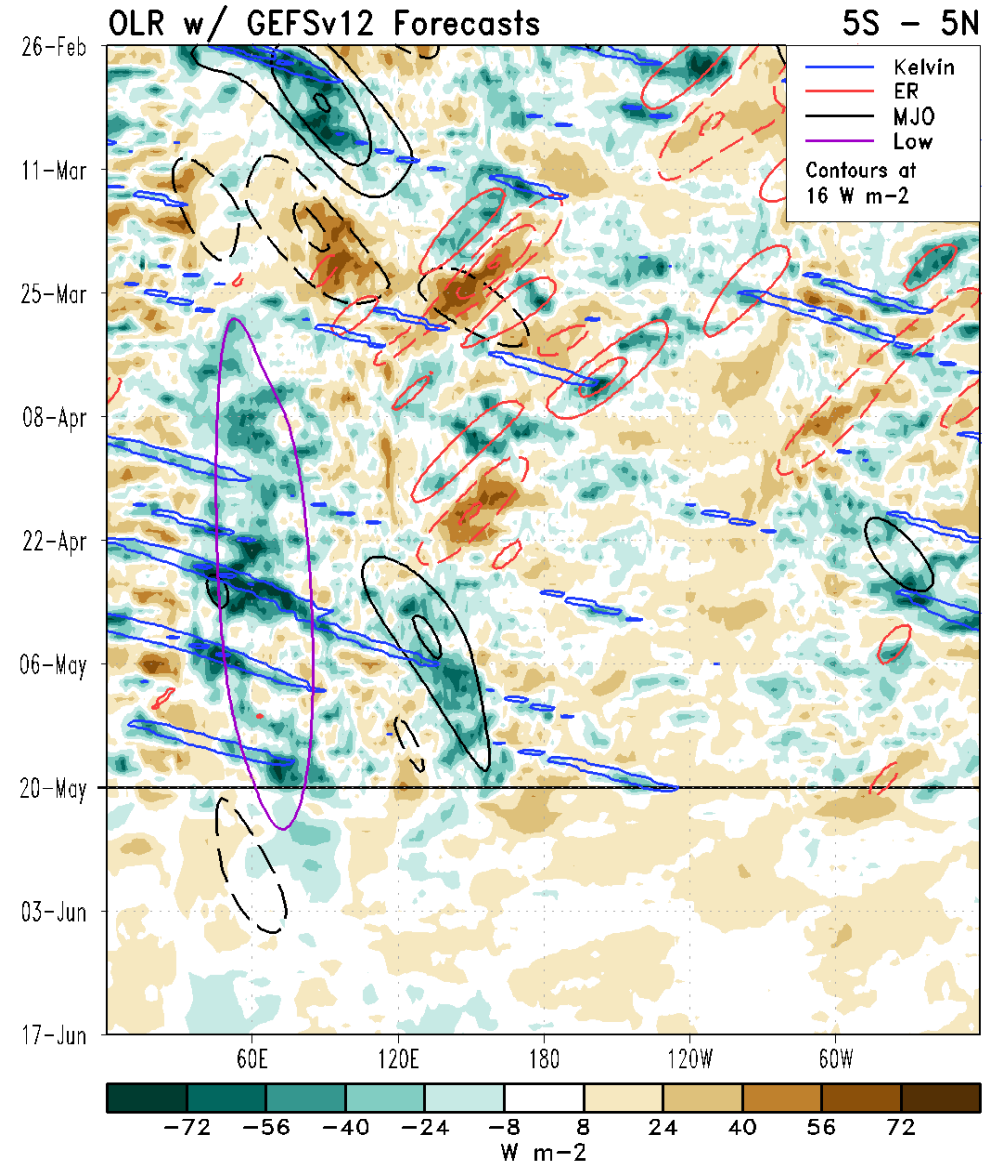 OLR w/ GEFSv12 Forecasts 5S - 5N
26-Feb
11-Mar
25-Mar
08-Apr
22-Apr
06-May
20-May
03-Jun
17-Jun
Kelvin
ER
MJO
Low
Contours at
16 W m-2
60E 120E 180 120W 60W
-72 -56 -40 -24 -8 8 24 40 56 72
W m-2